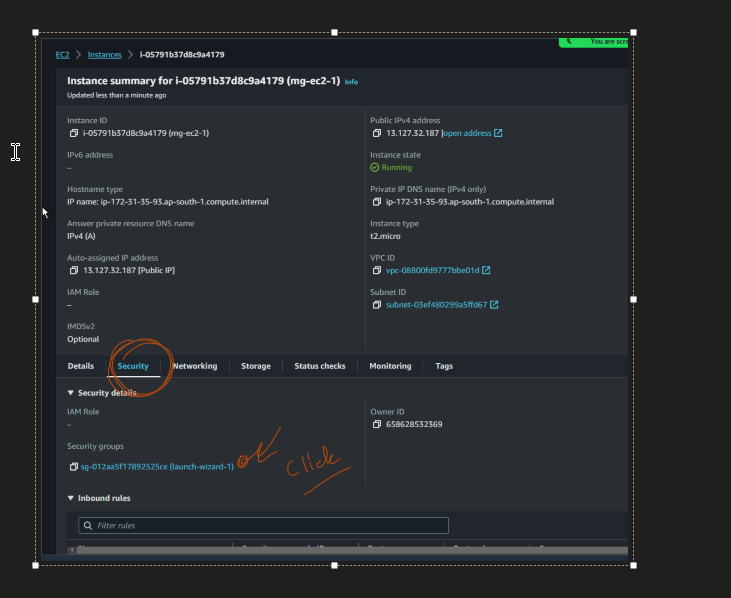 You are scre
EC2 > Instances > i-05791b37d8c9a4179
Instance summary for i-05791b37d8c9a4179 (mg-ec2-1) Info
Updated less than a minute ago
Instance ID
i-05791b37d8c9a4179 (mg-ec2-1)
Public IPv4 address
13.127.32.187 |open address
IPv6 address
–
Instance state
Running
Hostname type
IP name: ip-172-31-35-93.ap-south-1.compute.internal
Private IP DNS name (IPv4 only)
ip-172-31-35-93.ap-south-1.compute.internal
Answer private resource DNS name
IPv4 (A)
Instance type
t2.micro
Auto-assigned IP address
13.127.32.187 [Public IP]
VPC ID
vpc-08800fd9777bbe01d
IAM Role
–
Subnet ID
subnet-03ef480299a5ffd67
IMDSv2
Optional
Details Security Networking Storage Status checks Monitoring Tags
Security details
IAM Role
–
Owner ID
658628532369
Security groups
sg-012aa5f17892525ce (launch-wizard-1)
click
Inbound rules
Filter rules